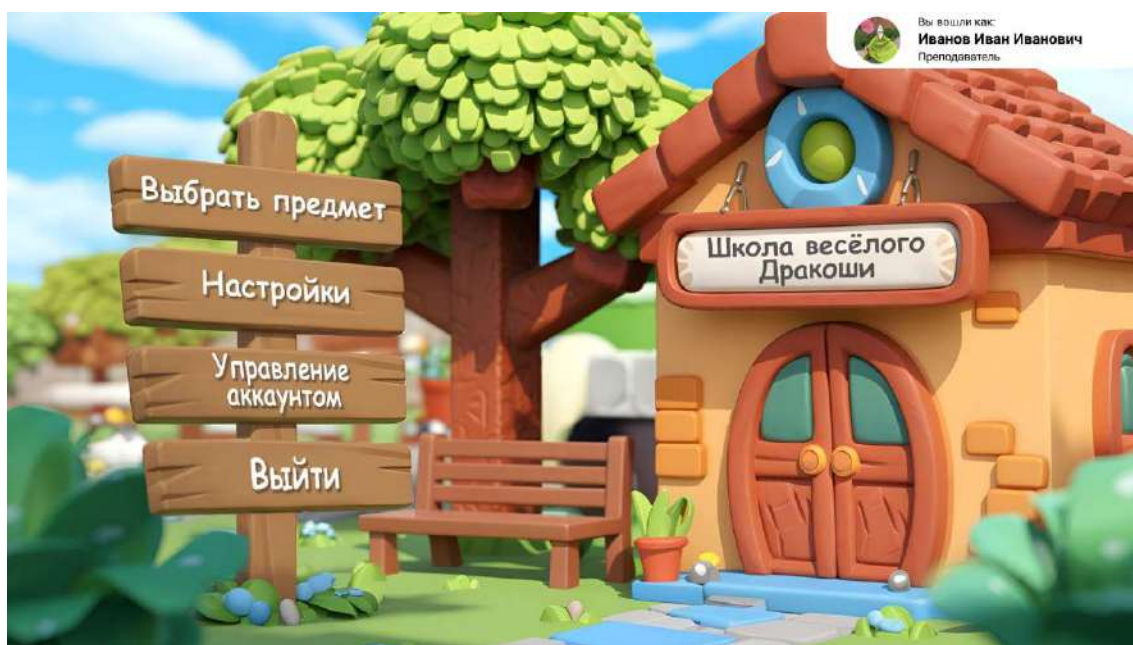 Вы вошли как:
Иванов Иван Иванович
Преподаватель
Выбрать предмет
Настройки
Управление
аккаунтом
Выйти
Школа весёлого
Дракоши